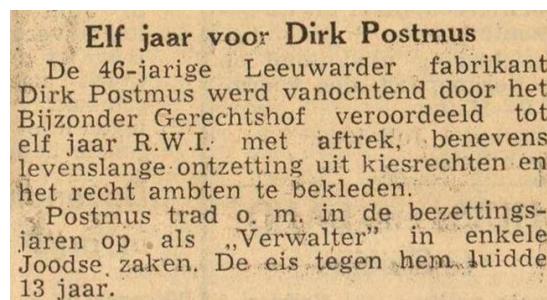 Elf jaar voor Dirk Postmus
De 46-jarige Leeuwarder fabrikant
Dirk Postmus werd vanochtend door het
Bijzonder Gerechtshof veroordeeld tot
elf jaar R.W.I. met aftrek, benevens
levenslange ontzetting uit kiesrechten en
het recht ambten te bekleden.
Postmus trad o. m. in de bezettings-
jaren op als „Verwalter” in enkele
Joodse zaken. De eis tegen hem luidde
13 jaar.